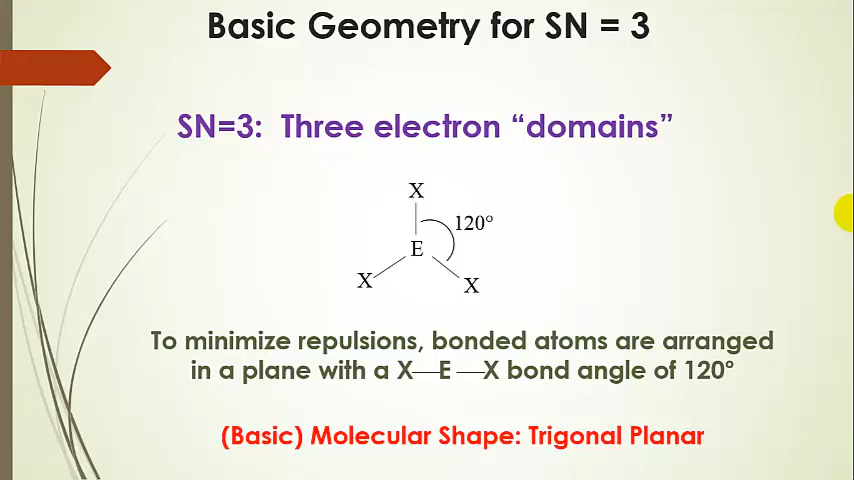 Basic Geometry for SN = 3
SN=3: Three electron “domains”
X
120°
E
X
X
To minimize repulsions, bonded atoms are arranged
in a plane with a X—E —X bond angle of 120°
(Basic) Molecular Shape: Trigonal Planar